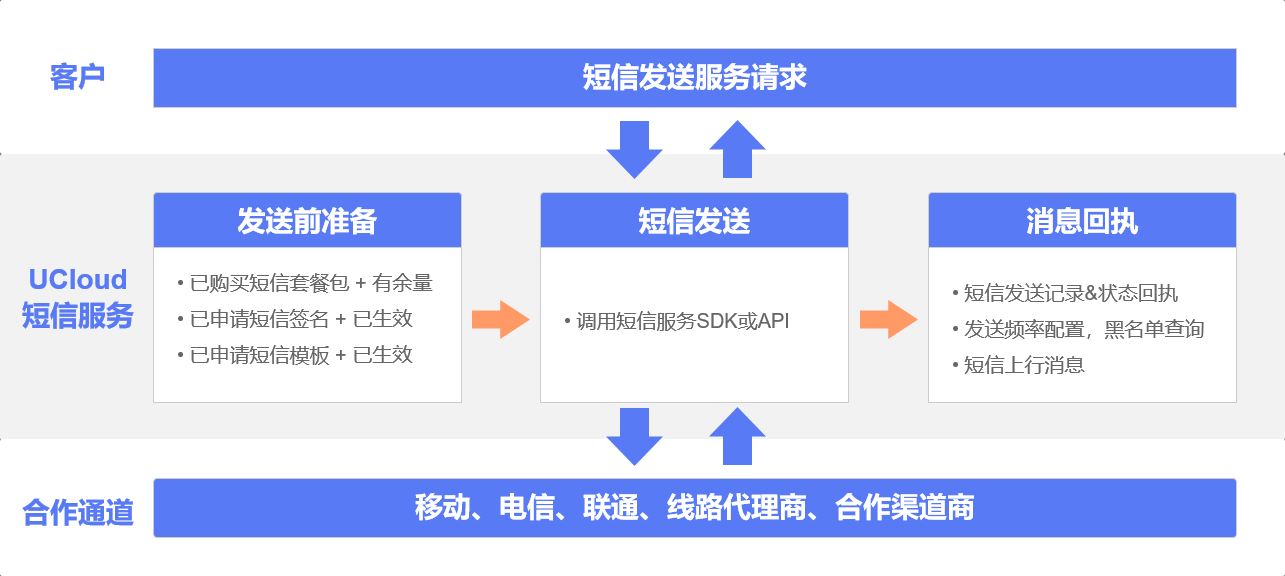 客户
短信发送服务请求
UCloud
短信服务
发送前准备
• 已购买短信套餐包 + 有余量
• 已申请短信签名 + 已生效
• 已申请短信模板 + 已生效
短信发送
• 调用短信服务SDK或API
消息回执
• 短信发送记录&状态回执
• 发送频率配置，黑名单查询
• 短信上行消息
合作通道
移动、电信、联通、线路代理商、合作渠道商